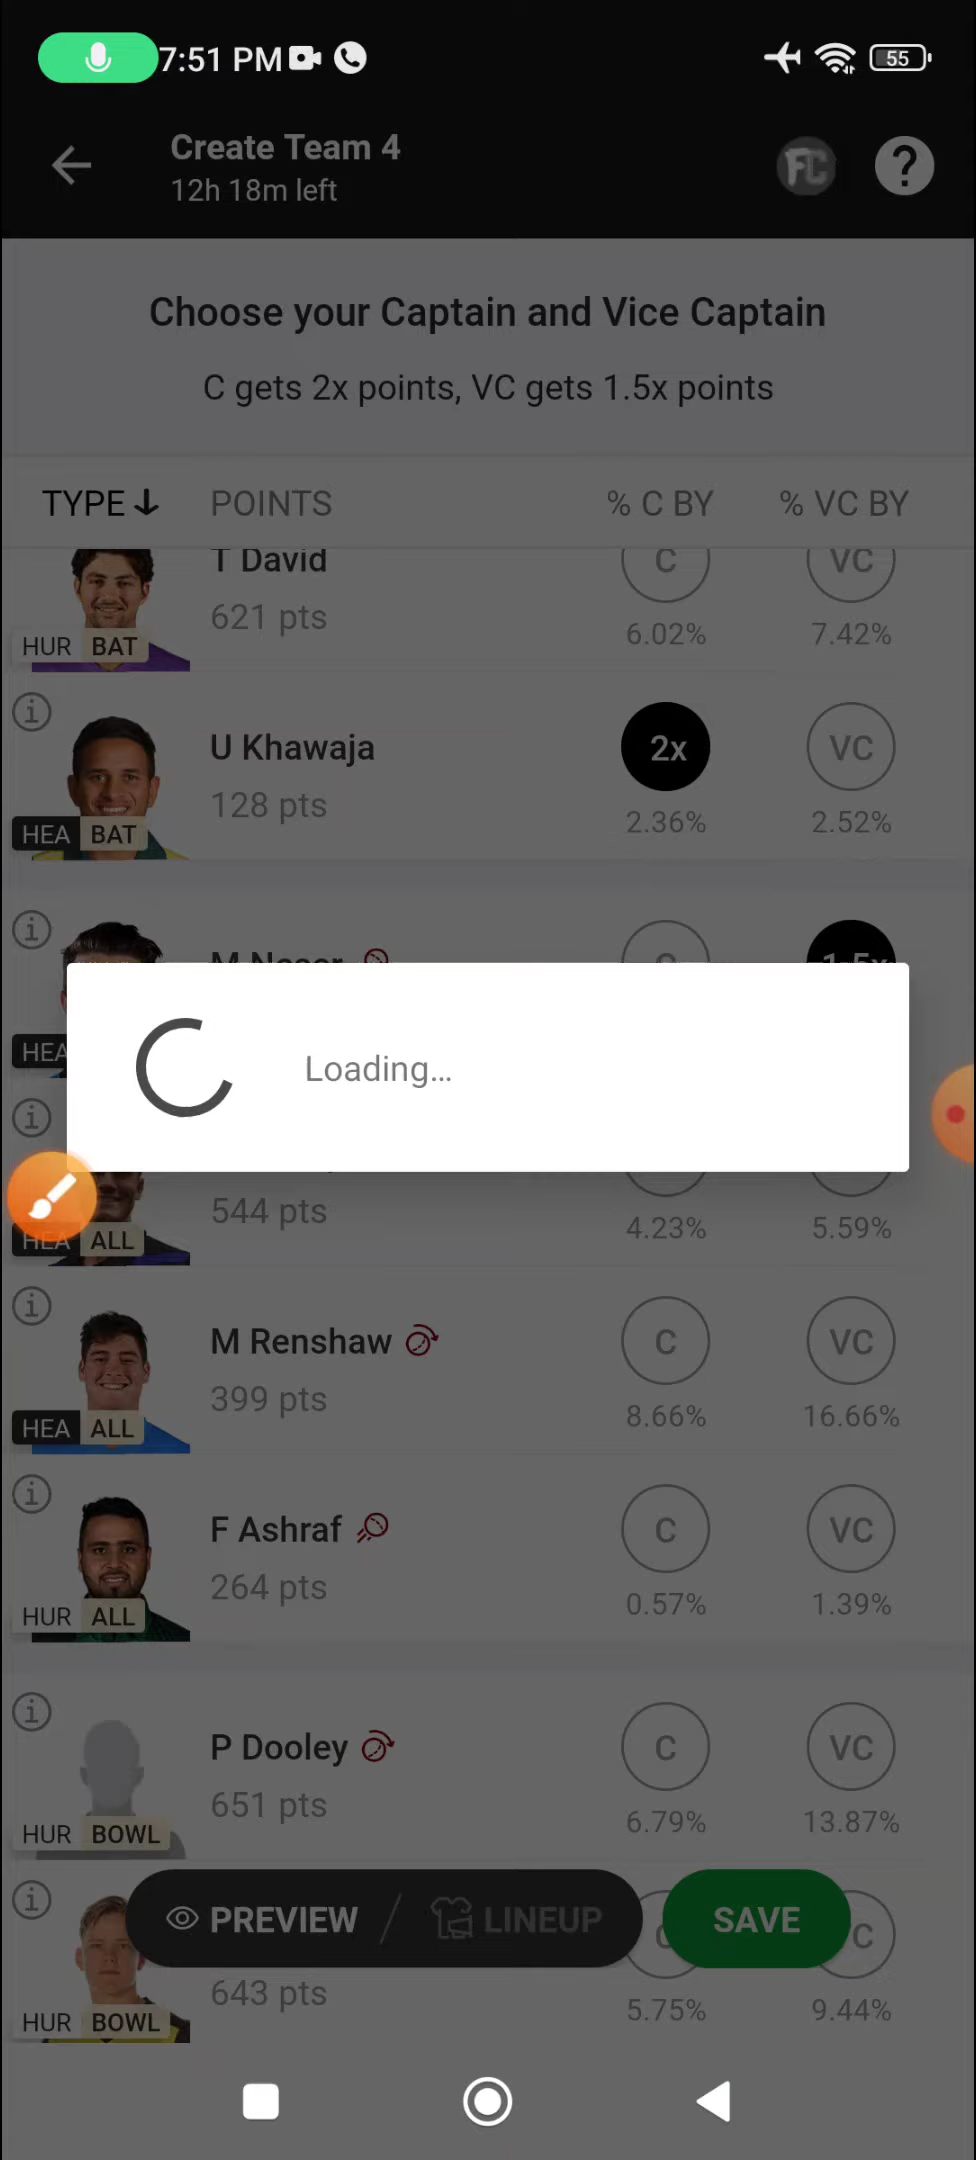 7:51 PM
55
Create Team 4
12h 18m left
FC
?
Choose your Captain and Vice Captain
C gets 2x points, VC gets 1.5x points
TYPE POINTS % C BY % VC BY
T David C VC
621 pts
HUR BAT 6.02% 7.42%
U Khawaja 2x VC
128 pts
HEA BAT 2.36% 2.52%
M Neser C 1.5x
HEA
Loading...
544 pts
HEA ALL 4.23% 5.59%
M Renshaw C VC
399 pts
HEA ALL 8.66% 16.66%
F Ashraf C VC
264 pts
HUR ALL 0.57% 1.39%
P Dooley C VC
651 pts
HUR BOWL 6.79% 13.87%
PREVIEW / LINEUP SAVE C
643 pts
HUR BOWL 5.75% 9.44%